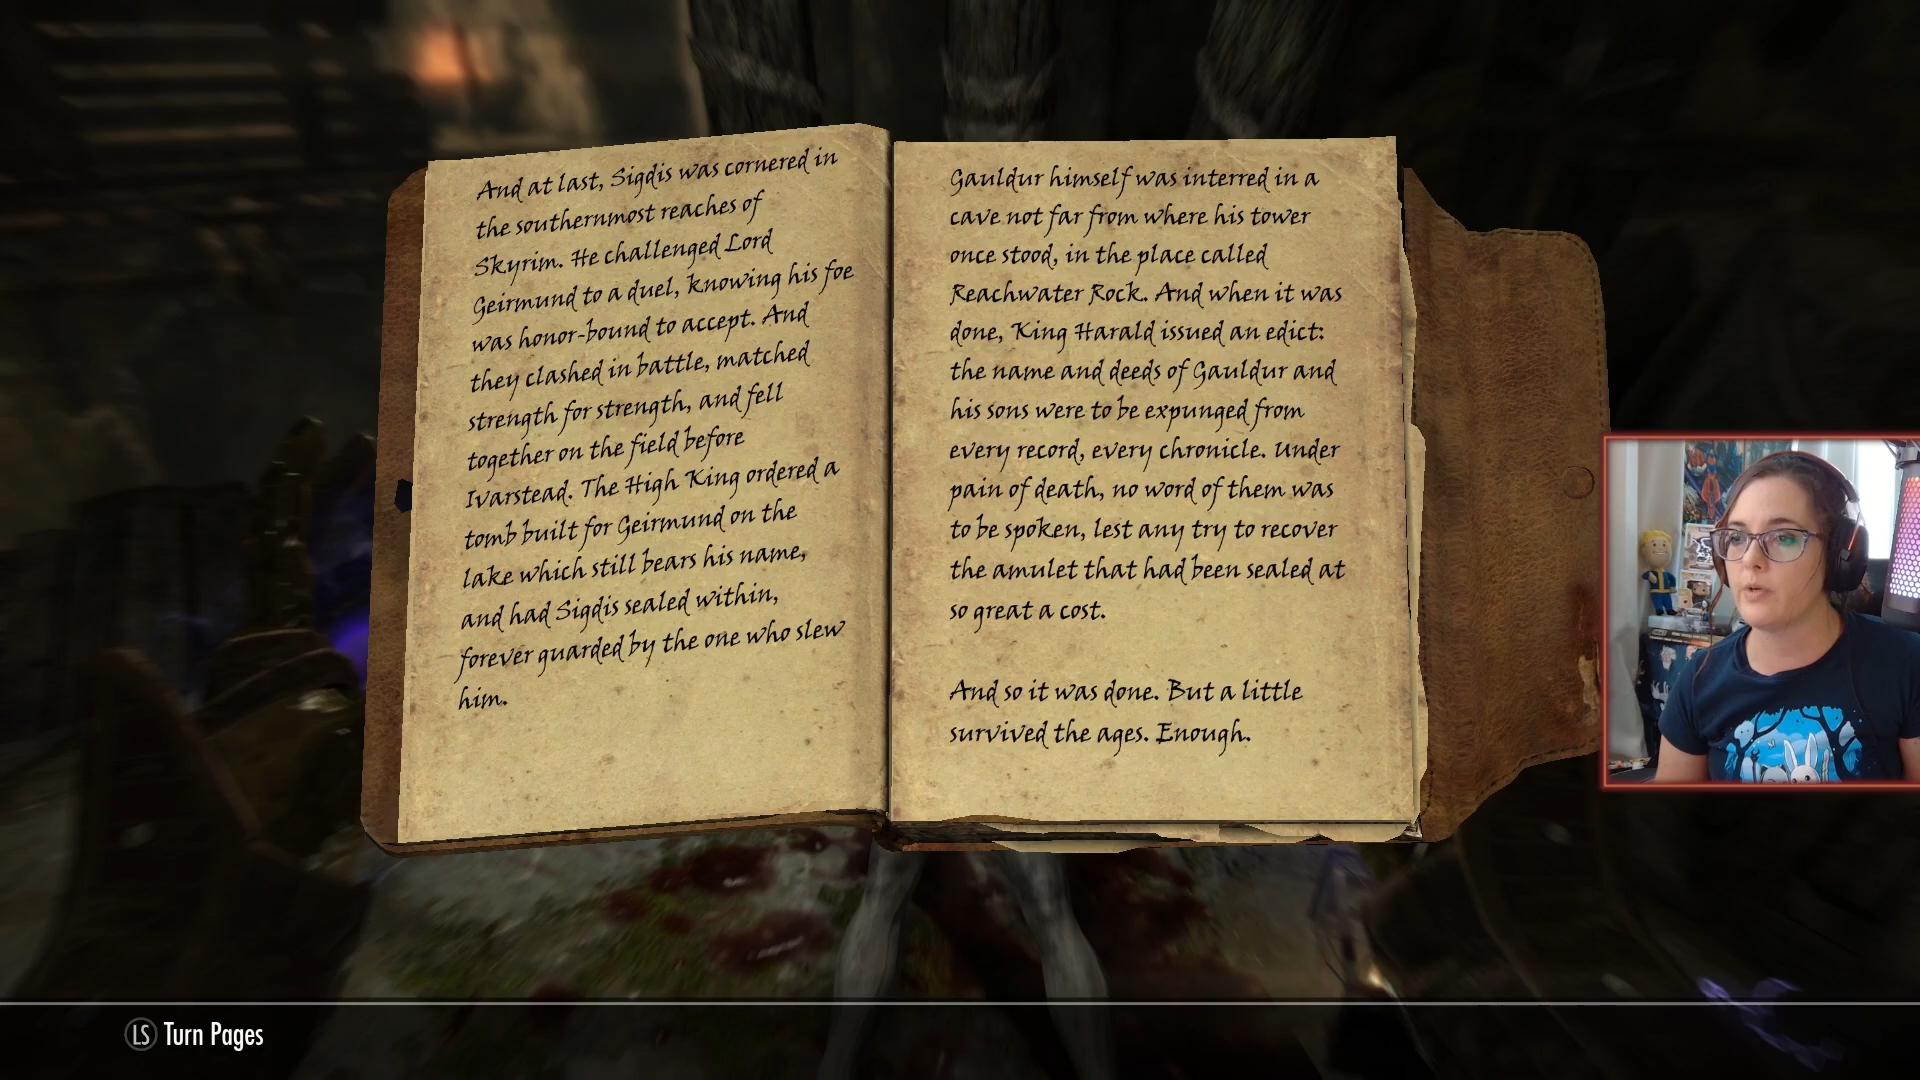 And at last, Sigdis was cornered in
the southernmost reaches of
Skyrim. He challenged Lord
Geirmund to a duel, knowing his foe
was honor-bound to accept. And
they clashed in battle, matched
strength for strength, and fell
together on the field before
Ivarstead. The High King ordered a
tomb built for Geirmund on the
lake which still bears his name,
and had Sigdis sealed within,
forever guarded by the one who slew
him.
Gauldur himself was interred in a
cave not far from where his tower
once stood, in the place called
Reachwater Rock. And when it was
done, King Harald issued an edict:
the name and deeds of Gauldur and
his sons were to be expunged from
every record, every chronicle. Under
pain of death, no word of them was
to be spoken, lest any try to recover
the amulet that had been sealed at
so great a cost.
And so it was done. But a little
survived the ages. Enough.
LS Turn Pages